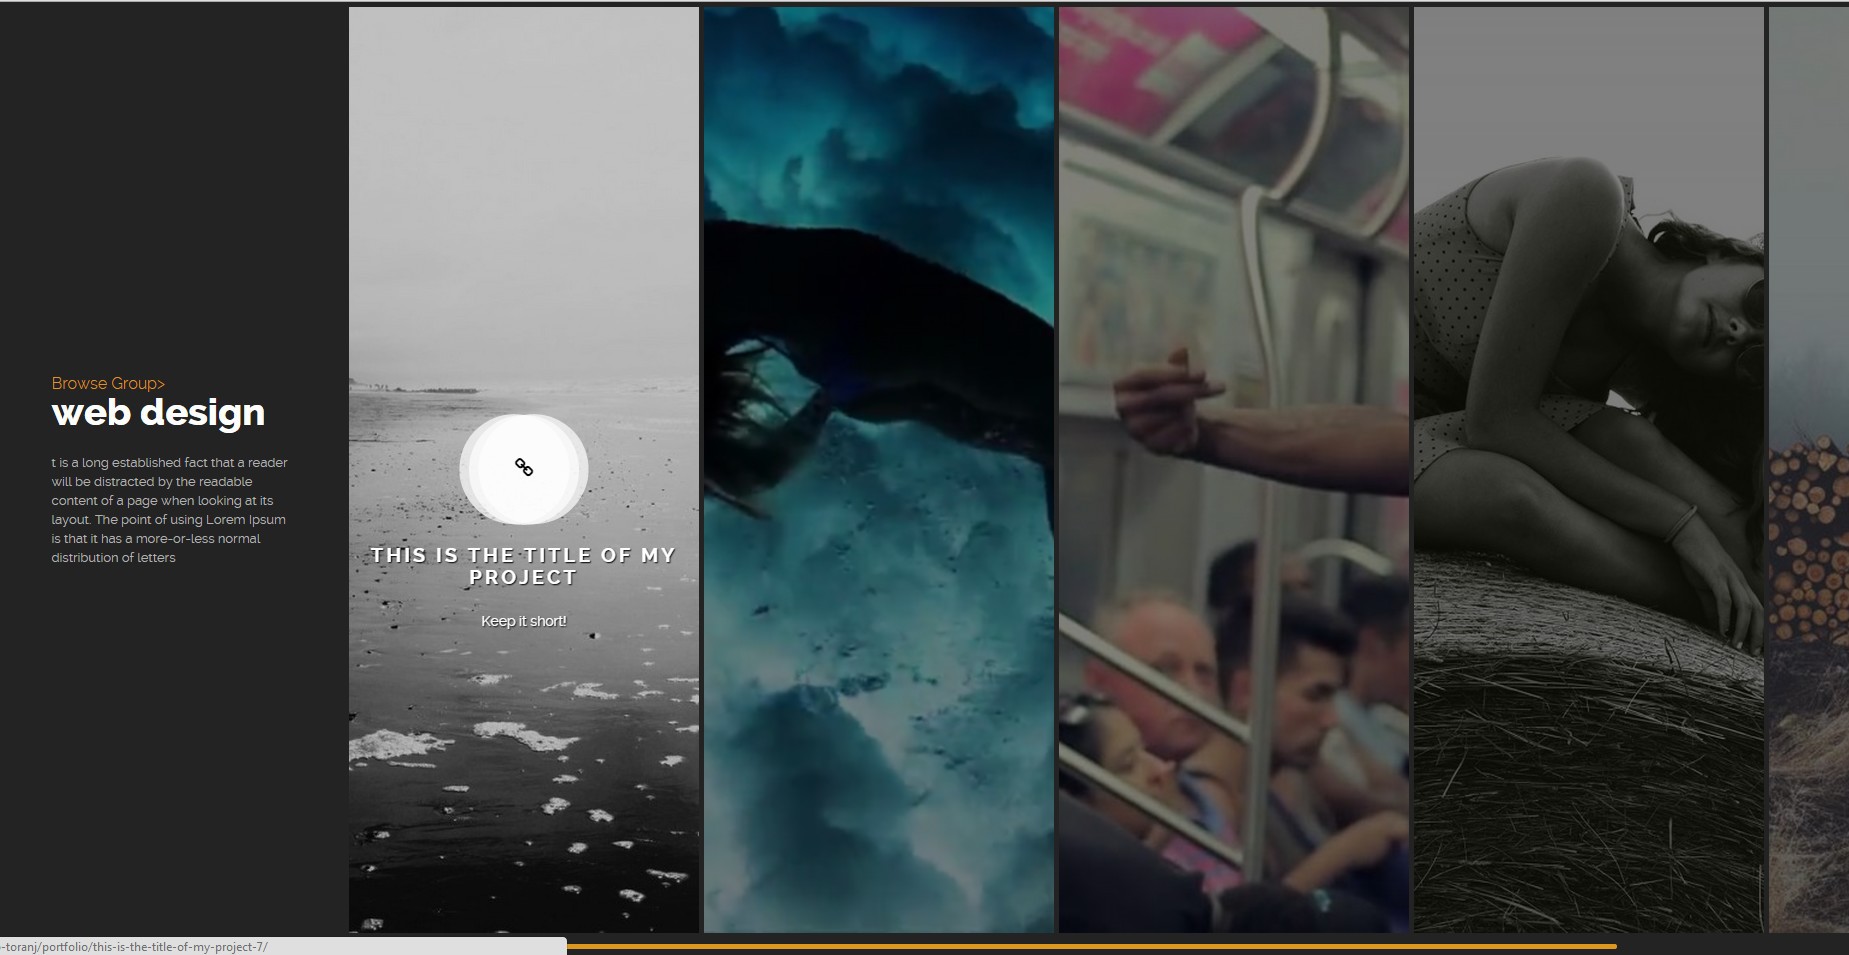 Browse Group>
web design
t is a long established fact that a reader
will be distracted by the readable
content of a page when looking at its
layout. The point of using Lorem Ipsum
is that it has a more-or-less normal
distribution of letters
THIS IS THE TITLE OF MY
PROJECT
Keep it short!
-toranj/portfolio/this-is-the-title-of-my-project-7/